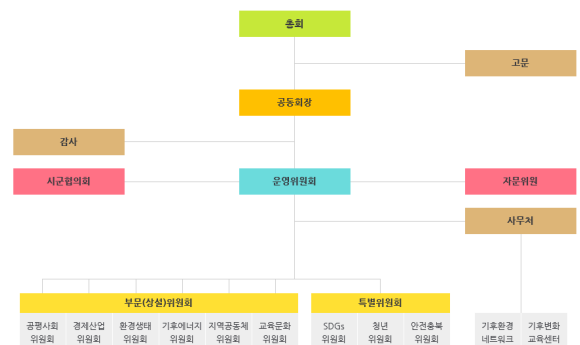 총회
고문
공동회장
감사
서군협의회
운영위원회
자문위원
사무처
부문(상설)위원회
특별위원회
공평사회
위원회
경제산업
위원회
환경생태
위원회
기후에너지
위원회
지역공동체
위원회
교육문화
위원회
SDGs
위원회
청년
위원회
안전충북
위원회
기후환경
네트워크
기후변화
교육센터